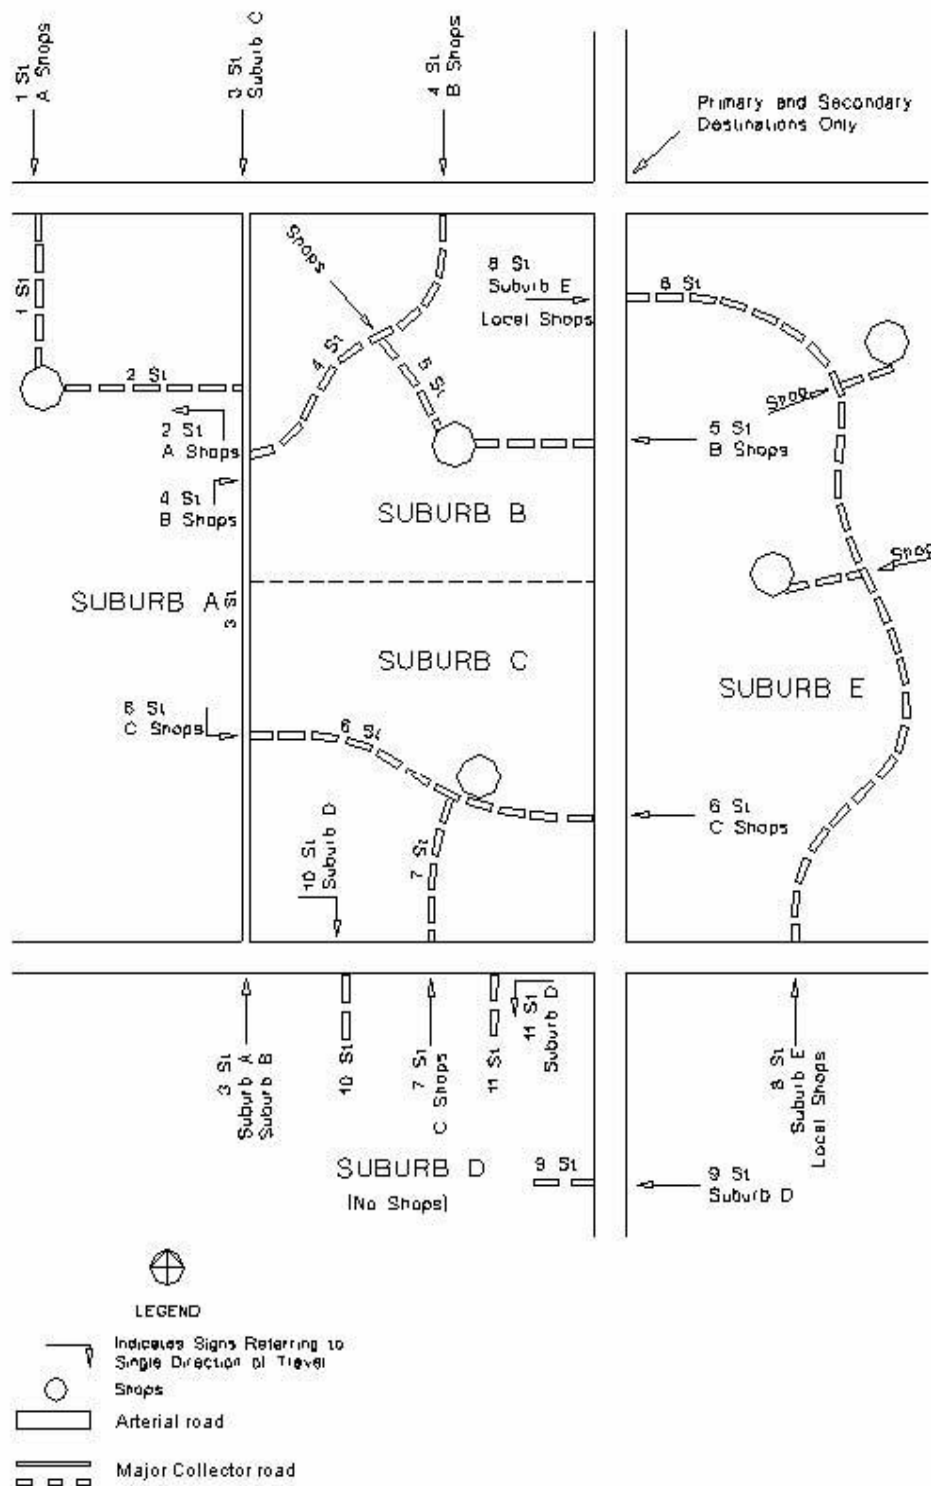 1 St
A Shops
3 St
Suburb C
4 St
B Shops
Primary and Secondary
Destinations Only
Shops
8 St
Suburb E
Local Shops
8 St
1 St
4 St
5 St
2 St
2 St
A Shops
Shop
5 St
B Shops
4 St
B Shops
SUBURB B
Shop
SUBURB A
3 St
SUBURB C
SUBURB E
6 St
C Shops
6 St
6 St
C Shops
10 St
Suburb D
7 St
3 St
Suburb A
Suburb B
10 St
7 St
C Shops
11 St
11 St
Suburb D
8 St
Suburb E
Local Shops
SUBURB D
(No Shops)
9 St
9 St
Suburb D
LEGEND
Indicates Signs Referring to
Single Direction of Travel
Shops
Arterial road
Major Collector road